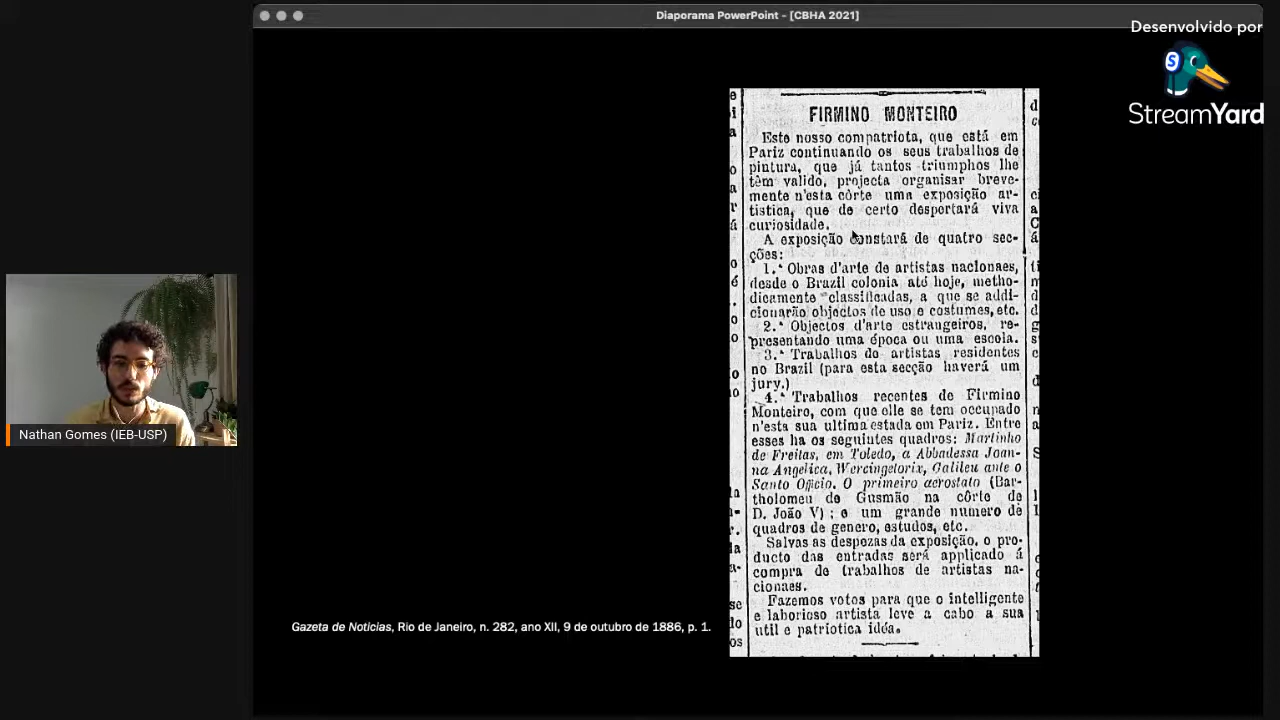 Diaporama PowerPoint - [CBHA 2021]
Desenvolvido por
S
StreamYard
FIRMINO MONTEIRO
Este nosso compatriota, que está em
Pariz continuando os seus trabalhos de
pintura, que já tantos triumphos lhe
têm valido, projecta organisar breve-
mente n'esta côrte uma exposição ar-
tistica, que de certo despertará viva
curiosidade.
A exposição constará de quatro sec-
ções:
1.ª Obras d'arte de artistas nacionaes,
desde o Brazil colonia até hoje, metho-
dicamente classificadas, a que se addi-
cionarão objectos de uso e costumes, etc.
2.ª Objectos d'arte estrangeiros, re-
presentando uma época ou uma escola.
3.ª Trabalhos de artistas residentes
no Brazil (para esta secção haverá um
jury.)
4.ª Trabalhos recentes de Firmino
Monteiro, com que elle se tem occupado
n'esta sua ultima estada em Pariz. Entre
esses ha os seguintes quadros: Martinho
de Freitas, em Toledo, a Abbadessa Joan-
na Angelica, Wercingetorix, Galileu ante o
Santo Officio. O primeiro aerostato (Bar-
tholomeu de Gusmão na côrte de
D. João V) ; e um grande numero de
quadros de genero, estudos, etc.
Salvas as despezas da exposição, o pro-
ducto das entradas será applicado á
compra de trabalhos de artistas na-
cionaes.
Fazemos votos para que o intelligente
e laborioso artista leve a cabo a sua
util e patriotica idéa.
Gazeta de Noticias, Rio de Janeiro, n. 282, ano XII, 9 de outubro de 1886, p. 1.
Nathan Gomes (IEB-USP)